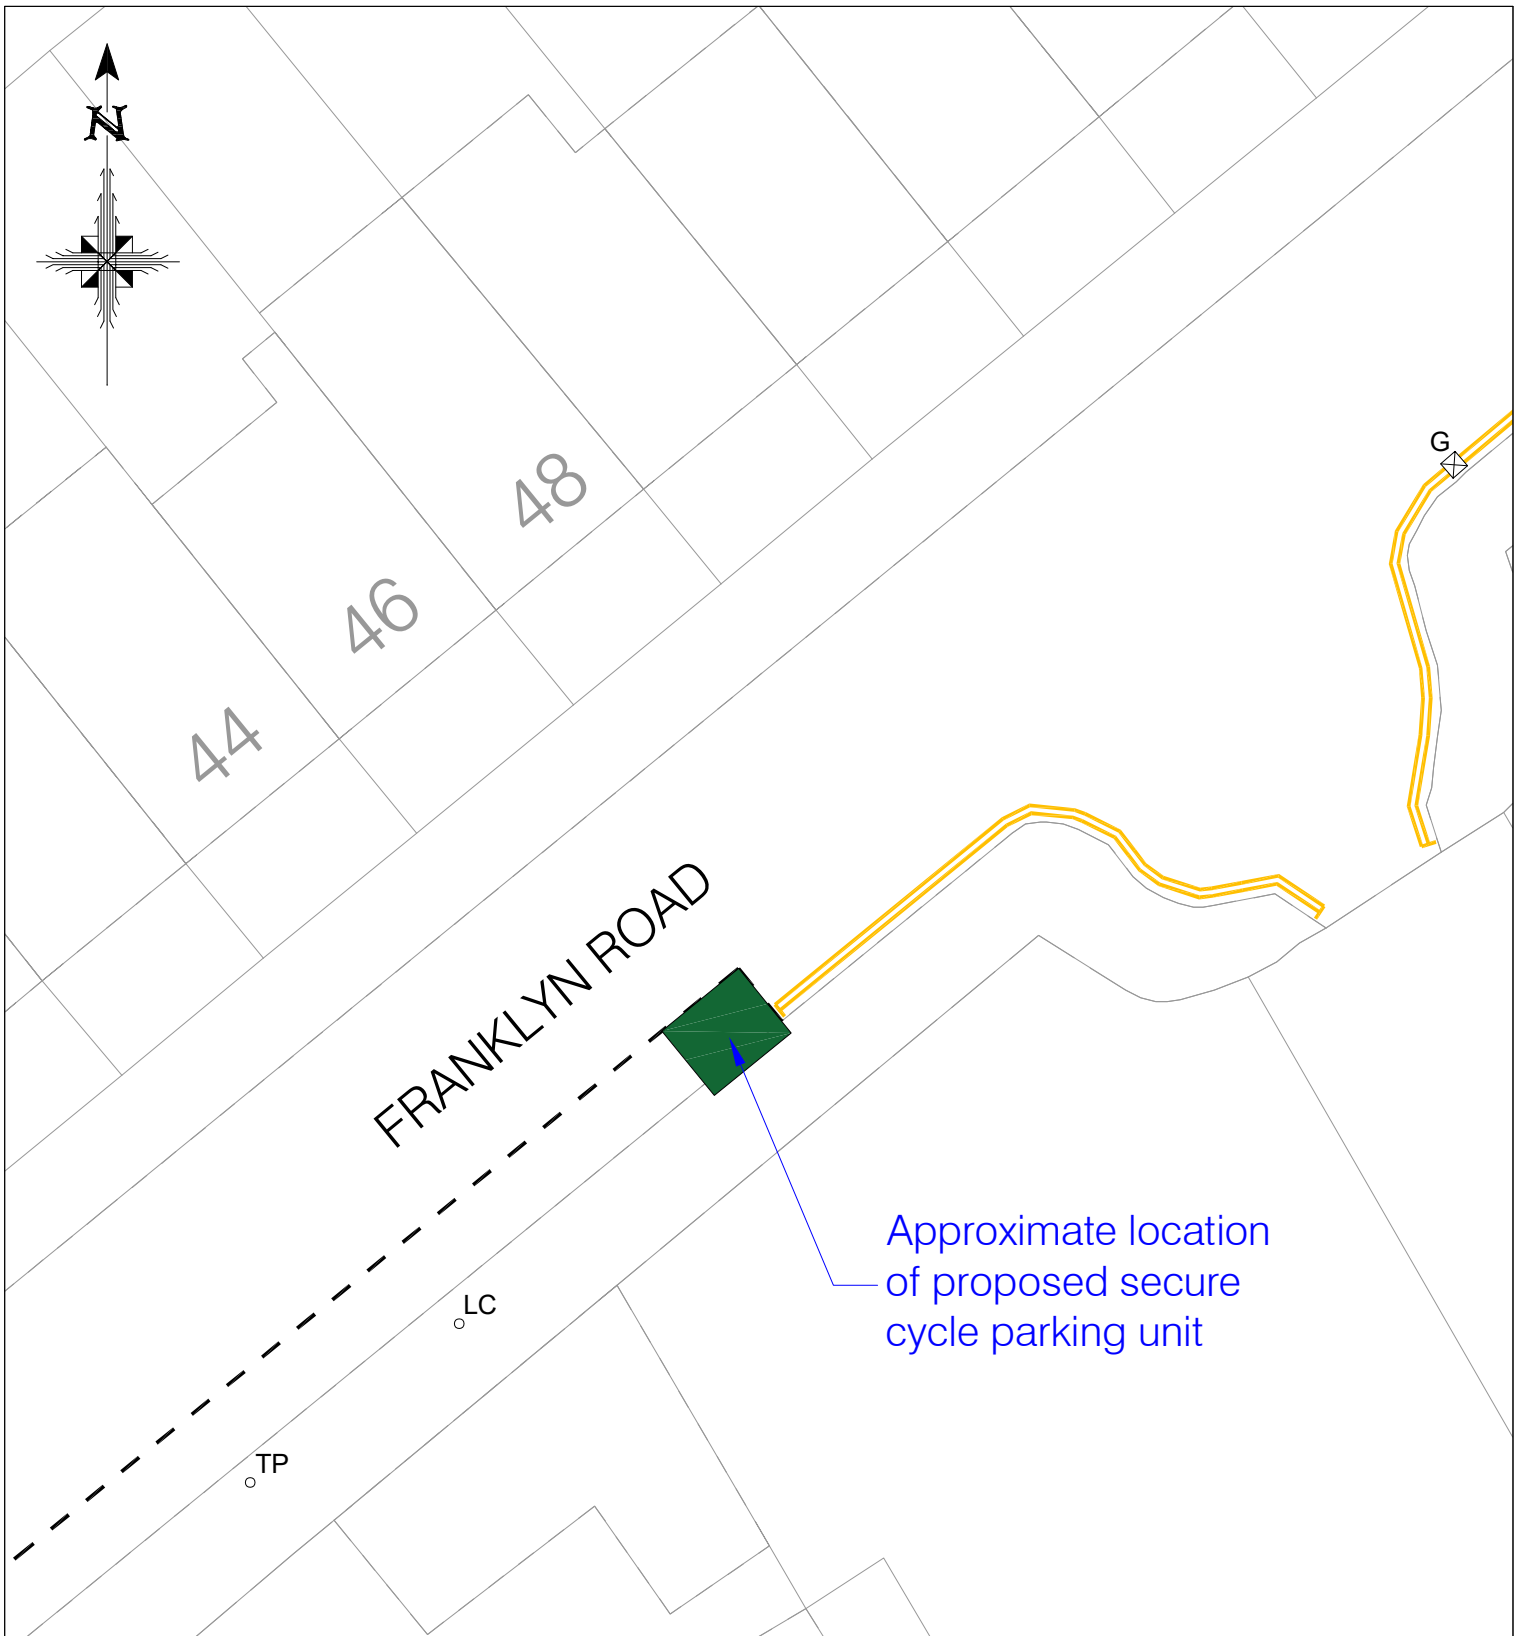 N
G
48
46
44
FRANKLYN ROAD
Approximate location
of proposed secure
cycle parking unit
LC
TP